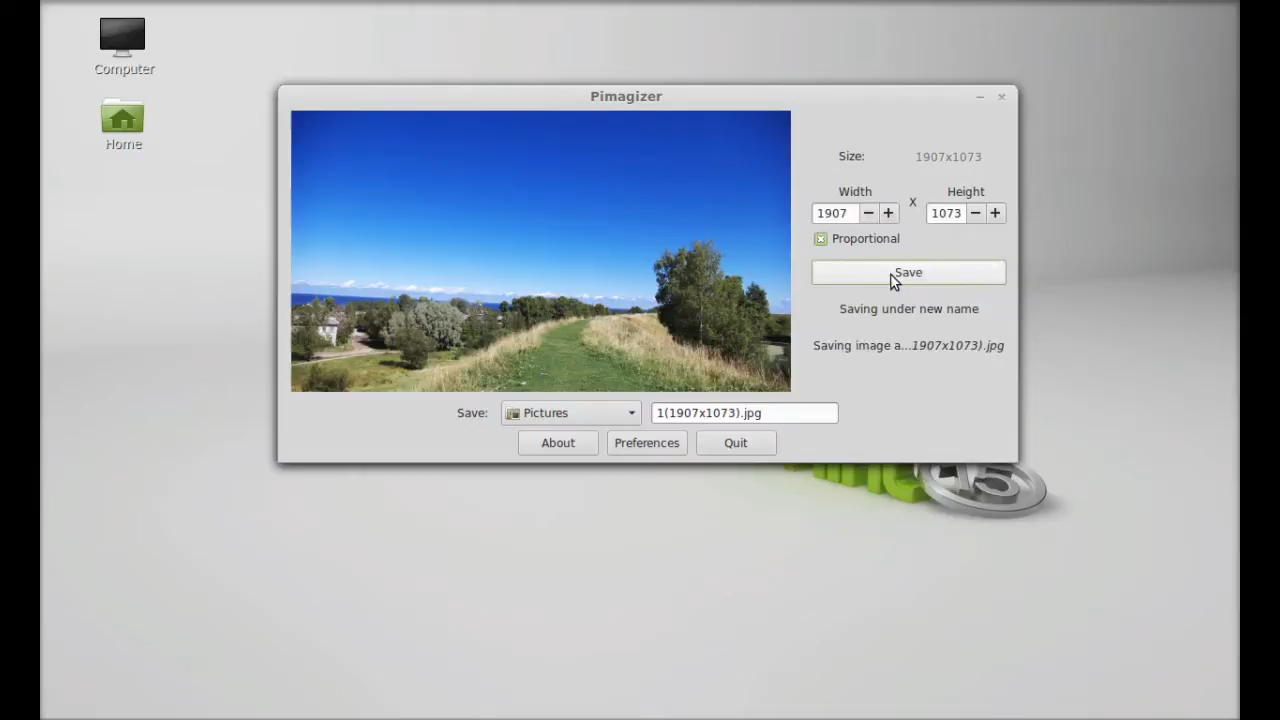 Computer
Home
Pimagizer
Size: 1907x1073
Width Height
1907 X 1073
Proportional
Save
Saving under new name
Saving image a...1907x1073).jpg
Save: Pictures 1(1907x1073).jpg
About Preferences Quit
15